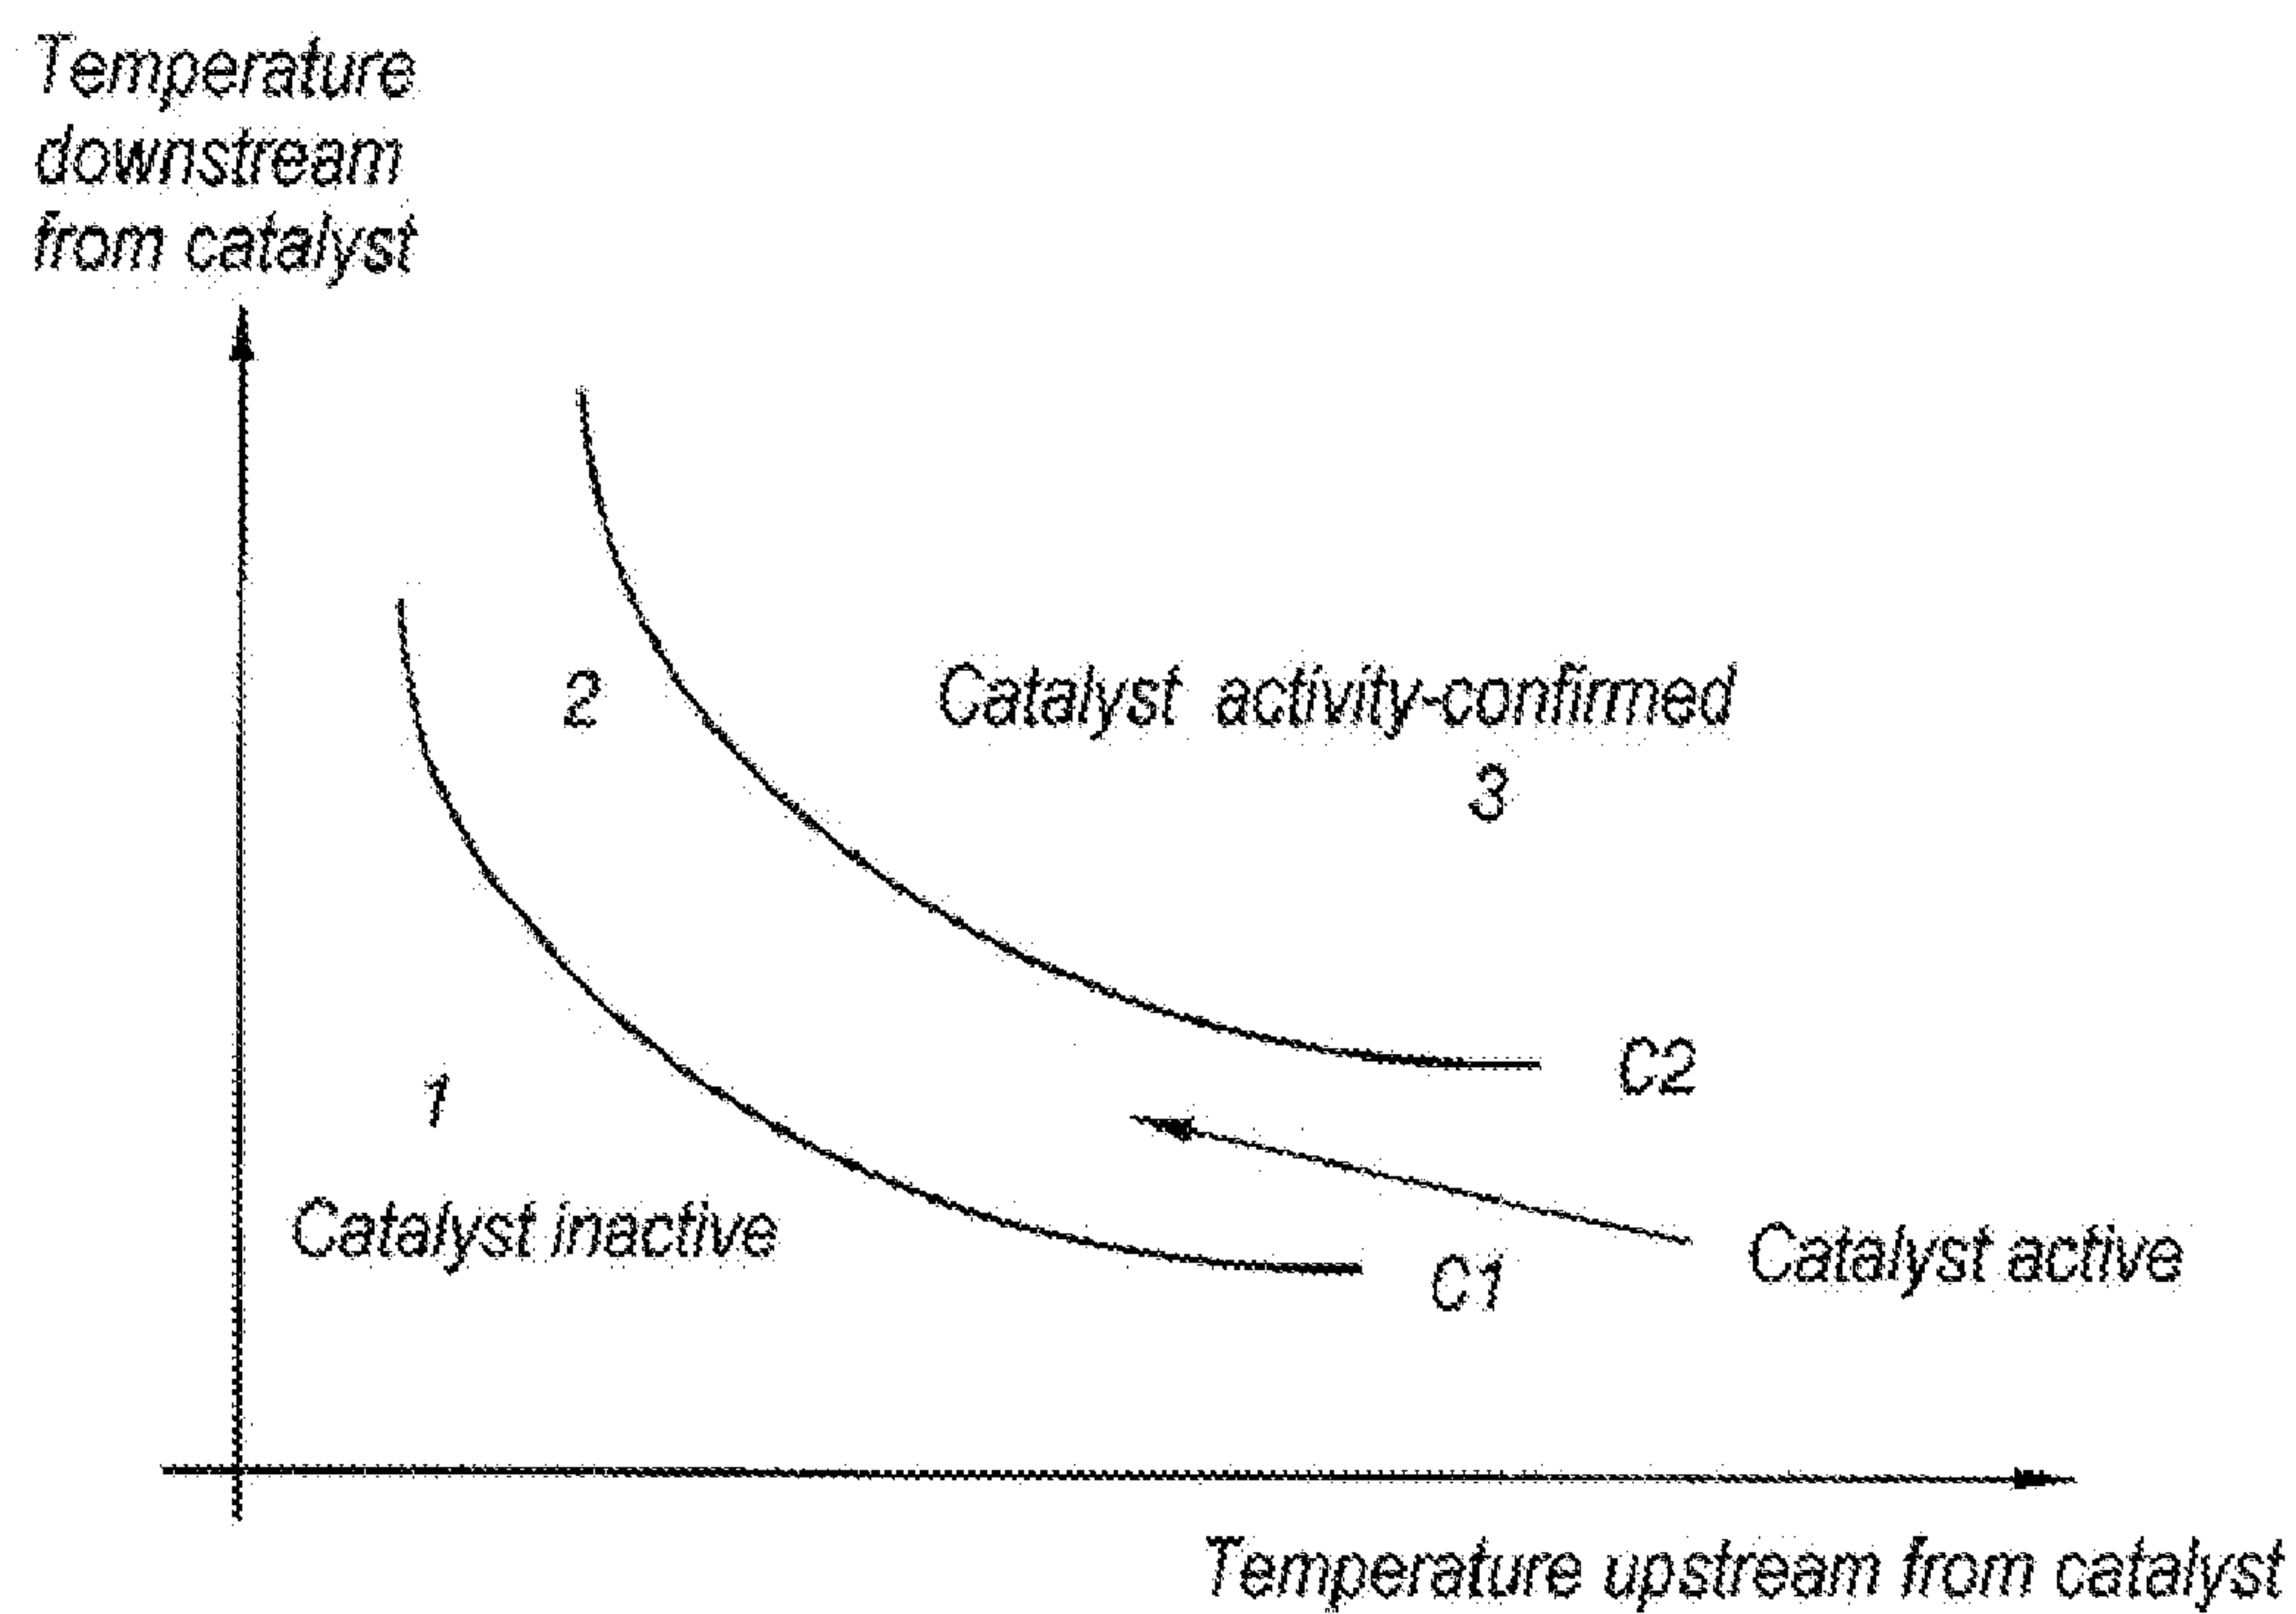 Temperature
downstream
from catalyst
2
Catalyst activity-confirmed
3
C2
1
Catalyst inactive
C1
Catalyst active
Temperature upstream from catalyst